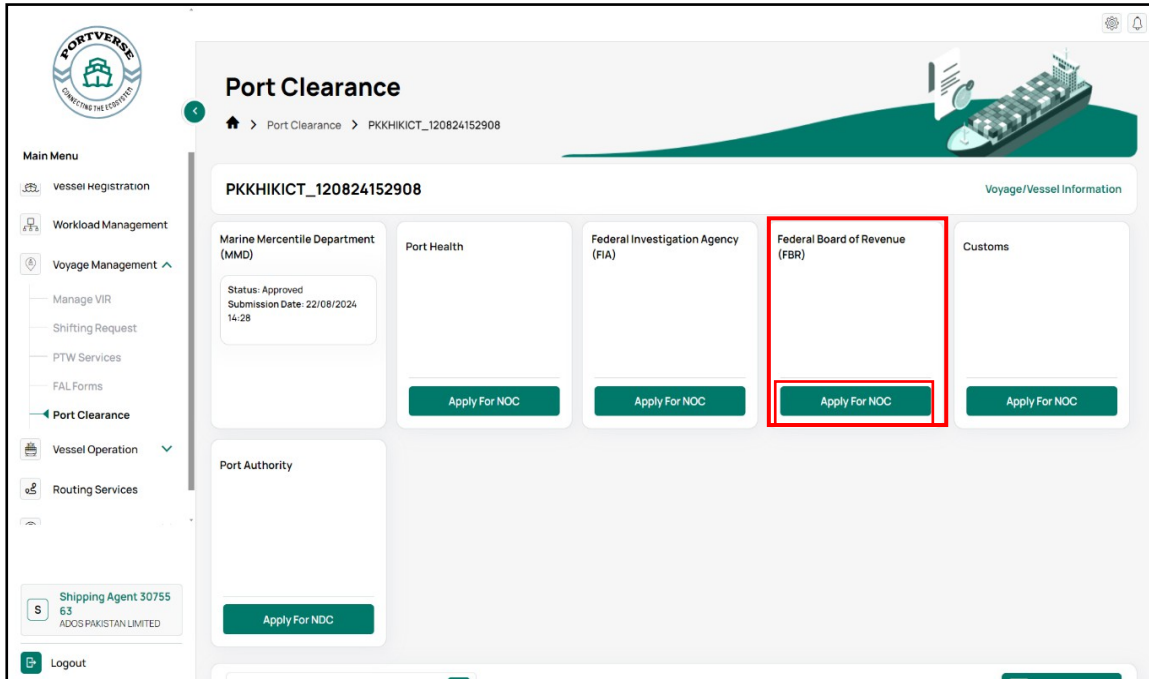 PORTVERSE
CONNECTING THE ECOSYSTEM
Main Menu
Vessel Registration
Workload Management
Voyage Management
Manage VIR
Shifting Request
PTW Services
FAL Forms
Port Clearance
Vessel Operation
Routing Services
S
Shipping Agent 30755
63
ADOS PAKISTAN LIMITED
Logout
Port Clearance
> Port Clearance > PKKHIKICT_120824152908
PKKHIKICT_120824152908
Voyage/Vessel Information
Marine Mercentile Department
(MMD)
Status: Approved
Submission Date: 22/08/2024
14:28
Port Health
Apply For NOC
Federal Investigation Agency
(FIA)
Apply For NOC
Federal Board of Revenue
(FBR)
Apply For NOC
Customs
Apply For NOC
Port Authority
Apply For NDC